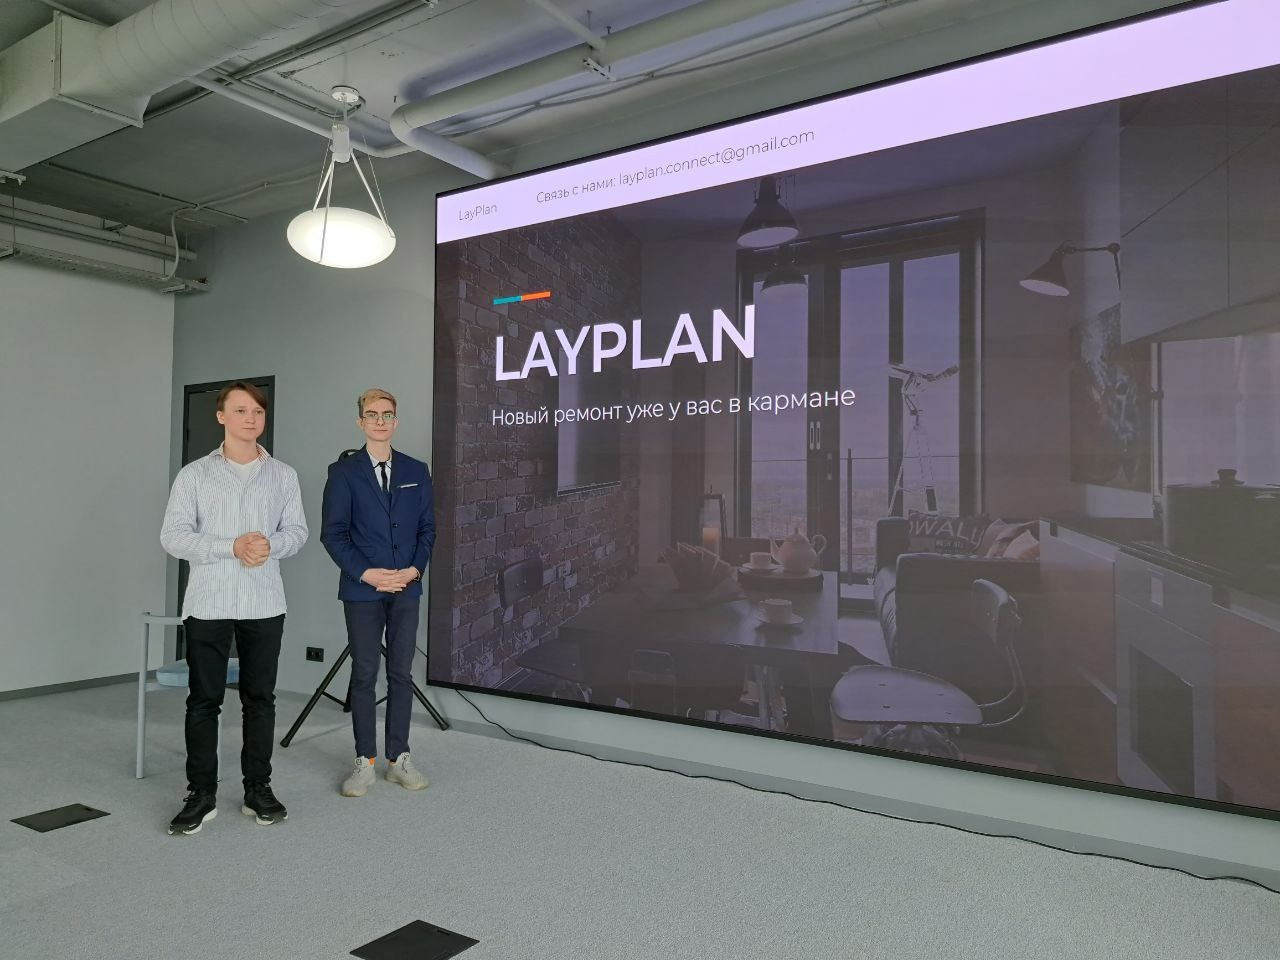 LayPlan
Связь с нами: layplan.connect@gmail.com
LAYPLAN
Новый ремонт уже у вас в кармане